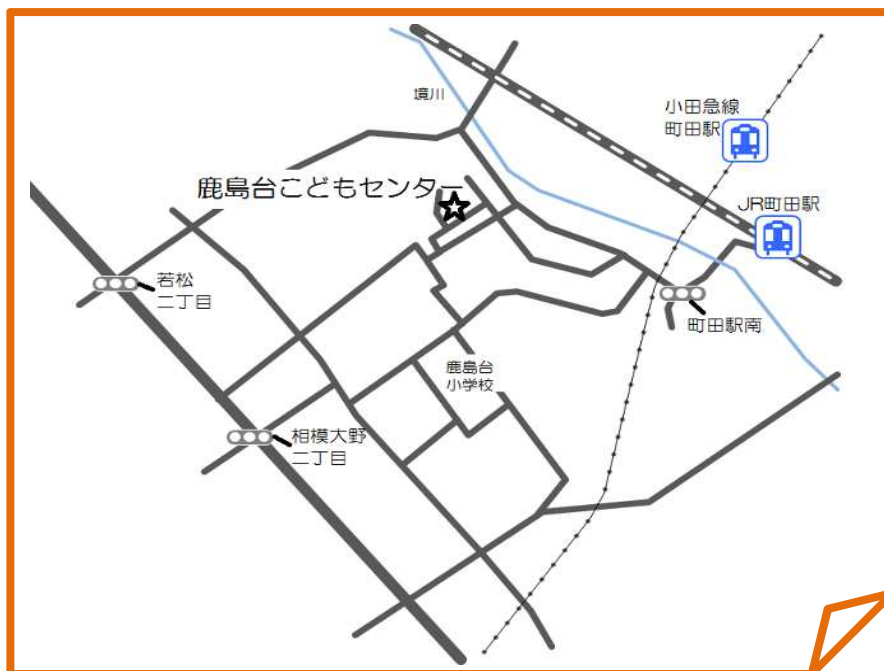 境川
小田急線
町田駅
鹿島台こどもセンター
JR町田駅
若松
二丁目
町田駅南
鹿島台
小学校
相模大野
二丁目